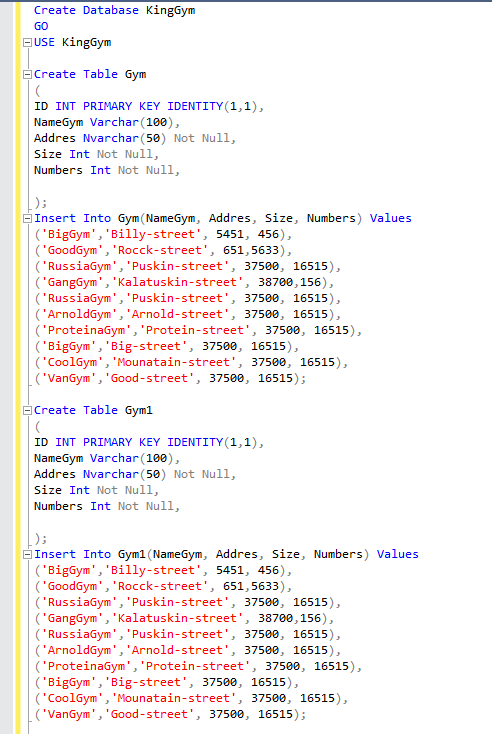 Create Database KingGym
GO
USE KingGym
Create Table Gym
(
ID INT PRIMARY KEY IDENTITY(1,1),
NameGym Varchar(100),
Addres Nvarchar(50) Not Null,
Size Int Not Null,
Numbers Int Not Null,
);
Insert Into Gym(NameGym, Addres, Size, Numbers) Values
('BigGym','Billy-street', 5451, 456),
('GoodGym','Rocck-street', 651,5633),
('RussiaGym','Puskin-street', 37500, 16515),
('GangGym','Kalatuskin-street', 38700,156),
('RussiaGym','Puskin-street', 37500, 16515),
('ArnoldGym','Arnold-street', 37500, 16515),
('ProteinaGym','Protein-street', 37500, 16515),
('BigGym','Big-street', 37500, 16515),
('CoolGym','Mounatain-street', 37500, 16515),
('VanGym','Good-street', 37500, 16515);
Create Table Gym1
(
ID INT PRIMARY KEY IDENTITY(1,1),
NameGym Varchar(100),
Addres Nvarchar(50) Not Null,
Size Int Not Null,
Numbers Int Not Null,
);
Insert Into Gym1(NameGym, Addres, Size, Numbers) Values
('BigGym','Billy-street', 5451, 456),
('GoodGym','Rocck-street', 651,5633),
('RussiaGym','Puskin-street', 37500, 16515),
('GangGym','Kalatuskin-street', 38700,156),
('RussiaGym','Puskin-street', 37500, 16515),
('ArnoldGym','Arnold-street', 37500, 16515),
('ProteinaGym','Protein-street', 37500, 16515),
('BigGym','Big-street', 37500, 16515),
('CoolGym','Mounatain-street', 37500, 16515),
('VanGym','Good-street', 37500, 16515);